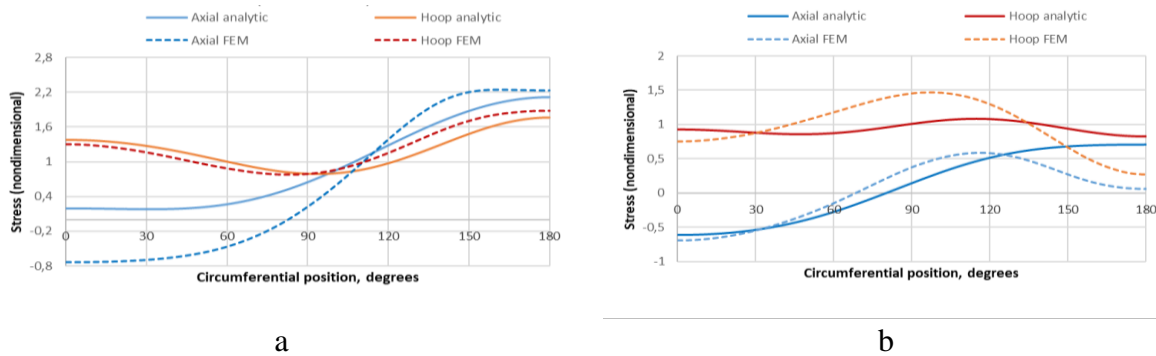 Axial analytic
Hoop analytic
Axial FEM
Hoop FEM
2,8
2,2
1,6
1
0,4
-0,2
-0,8
Stress (nondimensional)
0 30 60 90 120 150 180
Circumferential position, degrees
a
Axial analytic
Hoop analytic
Axial FEM
Hoop FEM
2
1,5
1
0,5
0
-0,5
-1
Stress (nondimensional)
0 30 60 90 120 150 180
Circumferential position, degrees
b